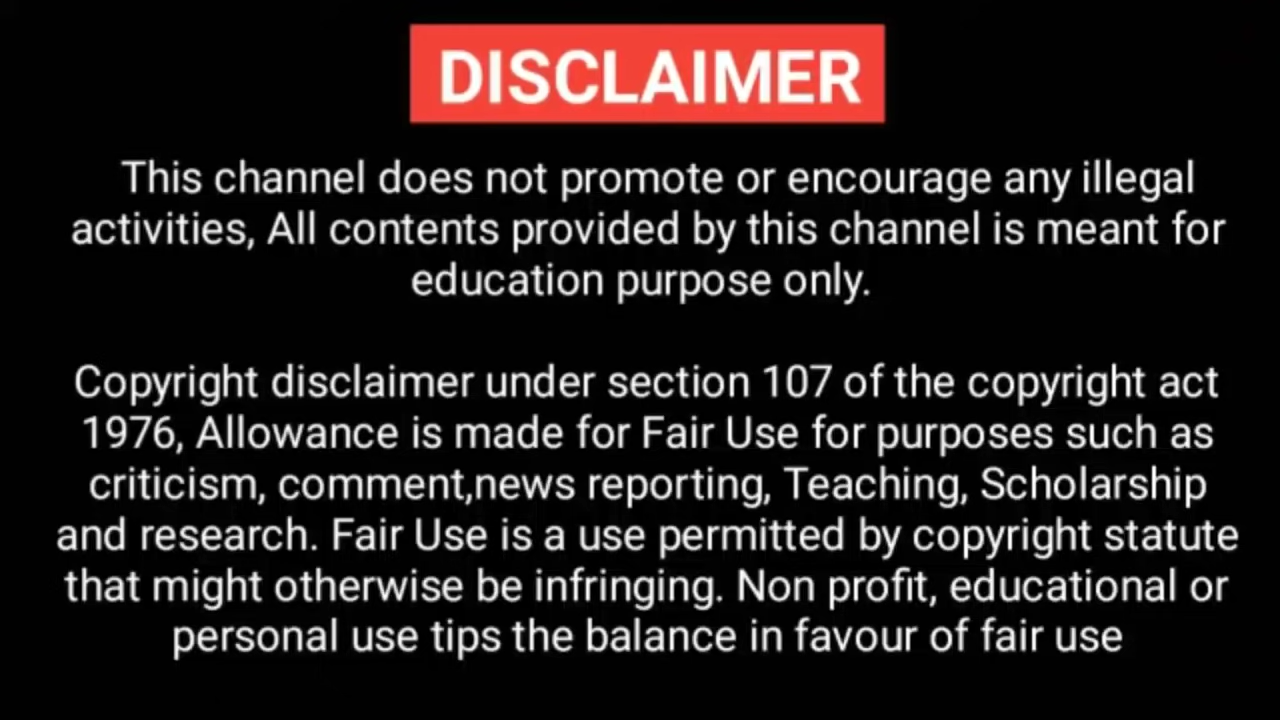 DISCLAIMER
This channel does not promote or encourage any illegal
activities, All contents provided by this channel is meant for
education purpose only.
Copyright disclaimer under section 107 of the copyright act
1976, Allowance is made for Fair Use for purposes such as
criticism, comment,news reporting, Teaching, Scholarship
and research. Fair Use is a use permitted by copyright statute
that might otherwise be infringing. Non profit, educational or
personal use tips the balance in favour of fair use